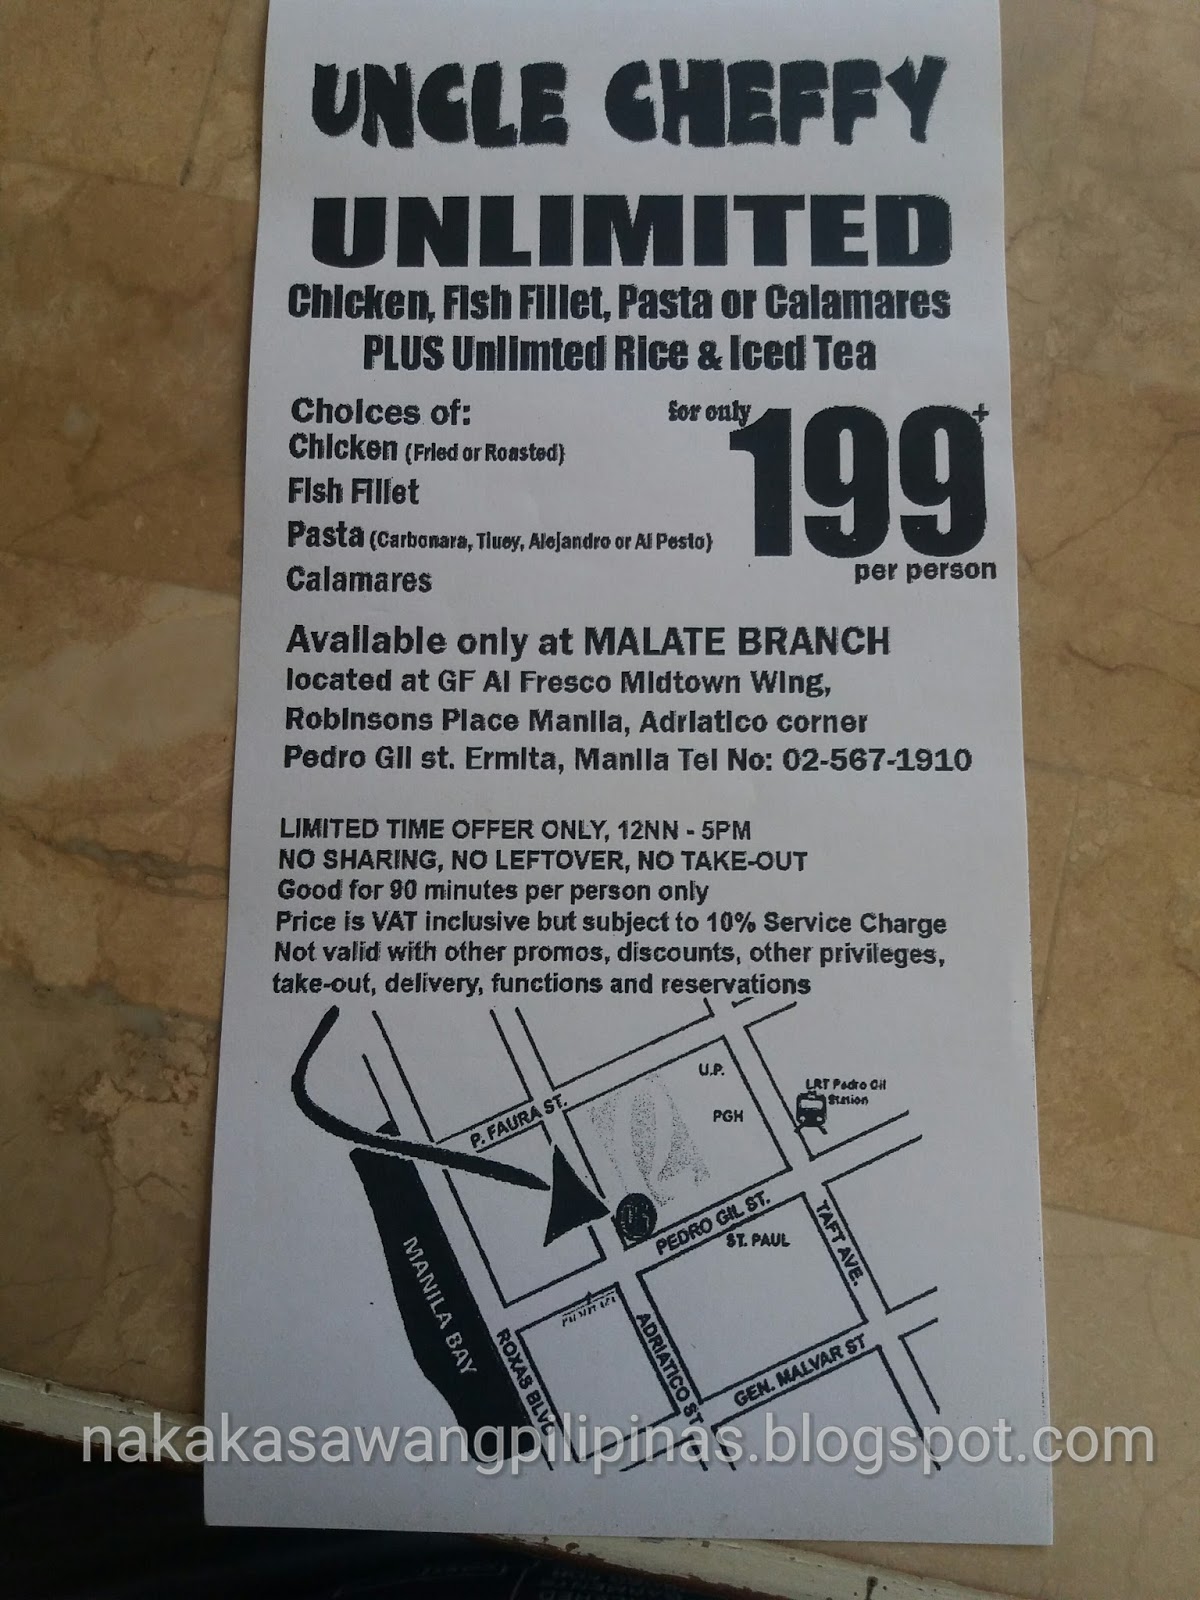 UNCLE CHEFFY
UNLIMITED
Chicken, Fish Fillet, Pasta or Calamares
PLUS Unlimted Rice & Iced Tea
Choices of:
Chicken (Fried or Roasted)
Fish Fillet
Pasta (Carbonara, Tiuey, Alejandro or Al Pesto)
Calamares
for only
199+
per person
Available only at MALATE BRANCH
located at GF Al Fresco Midtown Wing,
Robinsons Place Manila, Adriatico corner
Pedro Gil st. Ermita, Manila Tel No: 02-567-1910
LIMITED TIME OFFER ONLY, 12NN - 5PM
NO SHARING, NO LEFTOVER, NO TAKE-OUT
Good for 90 minutes per person only
Price is VAT inclusive but subject to 10% Service Charge
Not valid with other promos, discounts, other privileges,
take-out, delivery, functions and reservations
U.P.
LRT Pedro Gil
Station
PGH
P. FAURA ST.
PEDRO GIL ST.
ST. PAUL
TAFT AVE.
MANILA BAY
ROXAS BLVD
ADRIATICO ST
GEN. MALVAR ST
nakakasawangpilipinas.blogspot.com